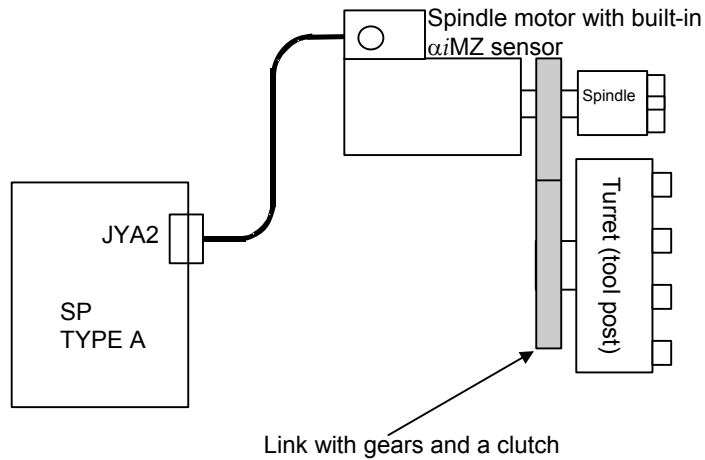 Spindle motor with built-in
αiMZ sensor
Spindle
JYA2
Turret (tool post)
SP
TYPE A
Link with gears and a clutch